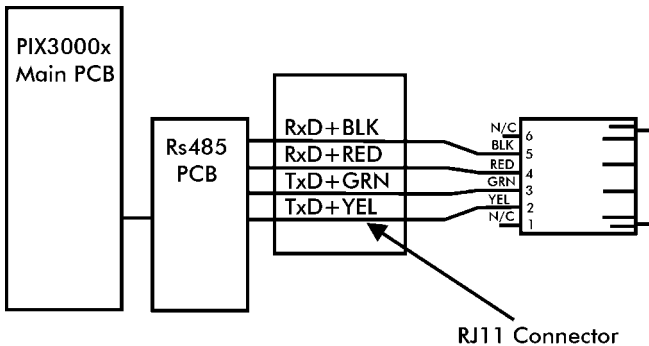 PIX3000x
Main PCB
Rs485
PCB
RxD+BLK
RxD+RED
TxD+GRN
TxD+YEL
N/C 6
BLK 5
RED 4
GRN 3
YEL 2
N/C 1
RJ11 Connector